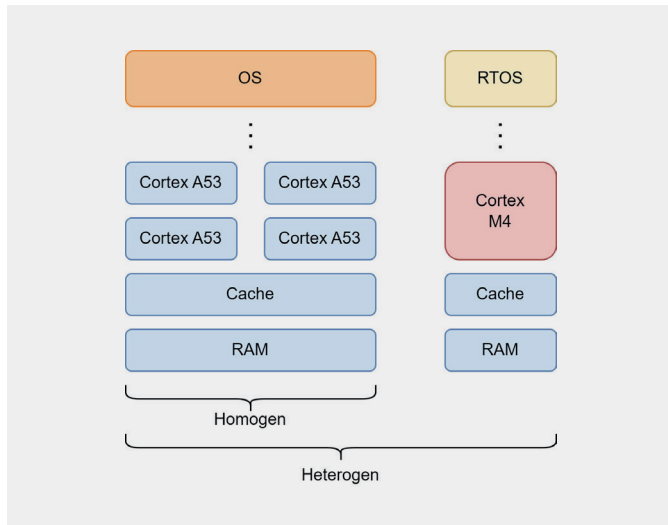 OS
RTOS
Cortex A53
Cortex A53
Cortex
M4
Cortex A53
Cortex A53
Cache
Cache
RAM
RAM
Homogen
Heterogen